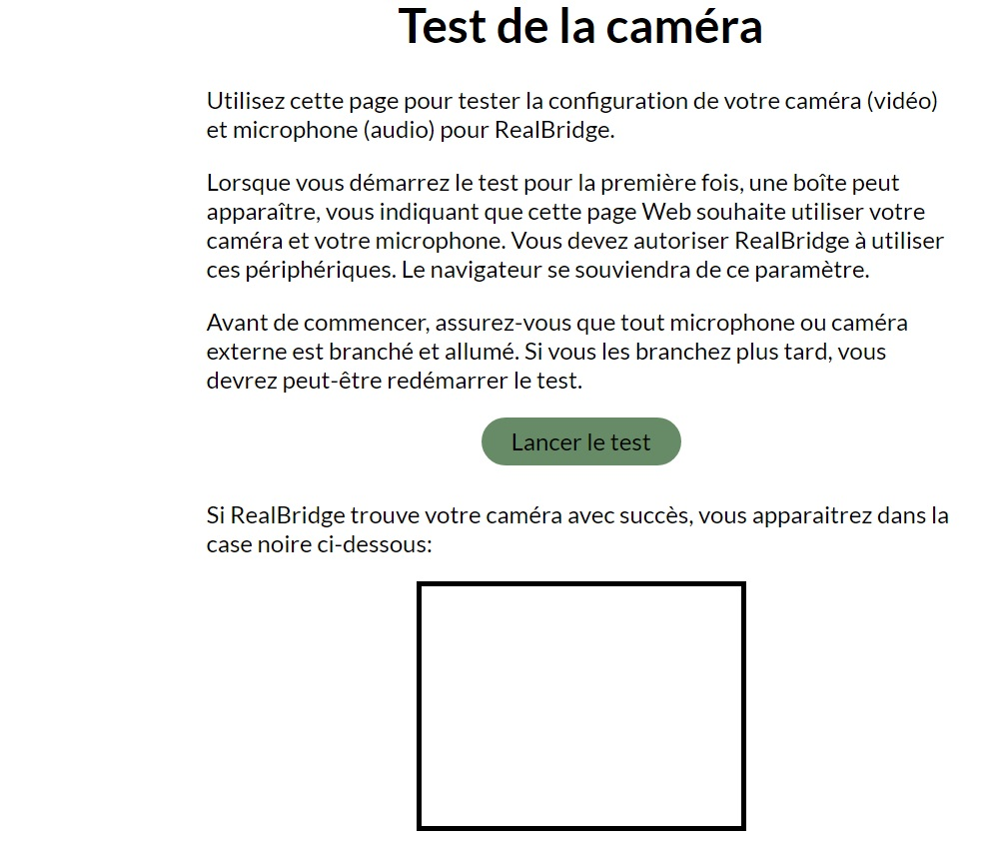 Test de la caméra
Utilisez cette page pour tester la configuration de votre caméra (vidéo)
et microphone (audio) pour RealBridge.
Lorsque vous démarrez le test pour la première fois, une boîte peut
apparaître, vous indiquant que cette page Web souhaite utiliser votre
caméra et votre microphone. Vous devez autoriser RealBridge à utiliser
ces périphériques. Le navigateur se souviendra de ce paramètre.
Avant de commencer, assurez-vous que tout microphone ou caméra
externe est branché et allumé. Si vous les branchez plus tard, vous
devrez peut-être redémarrer le test.
Lancer le test
Si RealBridge trouve votre caméra avec succès, vous apparaitrez dans la
case noire ci-dessous: